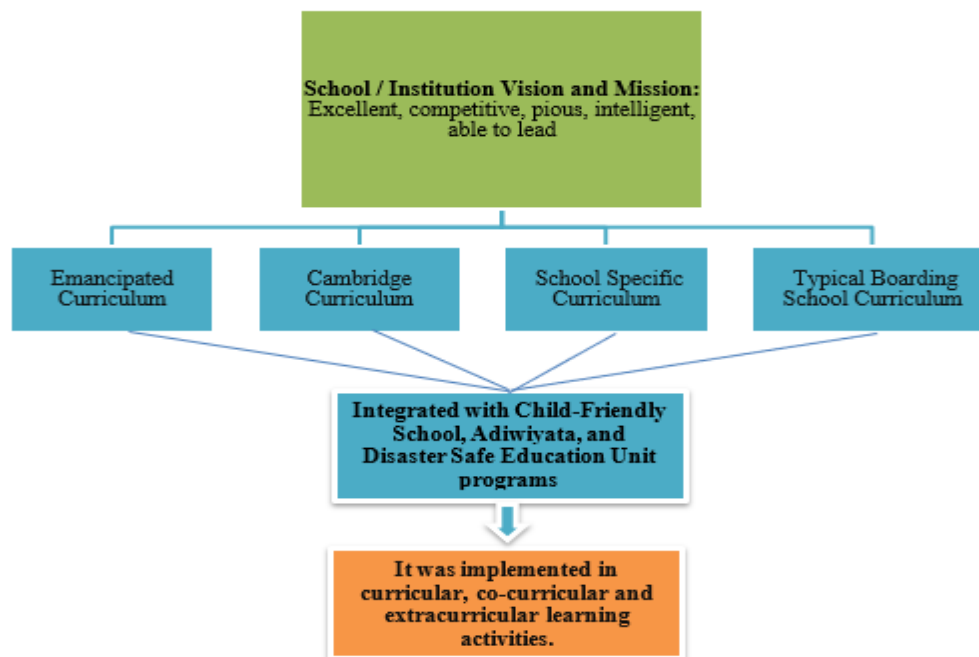 School / Institution Vision and Mission:
Excellent, competitive, pious, intelligent,
able to lead
Emancipated
Curriculum
Cambridge
Curriculum
School Specific
Curriculum
Typical Boarding
School Curriculum
Integrated with Child-Friendly
School, Adiwiyata, and
Disaster Safe Education Unit
programs
It was implemented in
curricular, co-curricular and
extracurricular learning
activities.